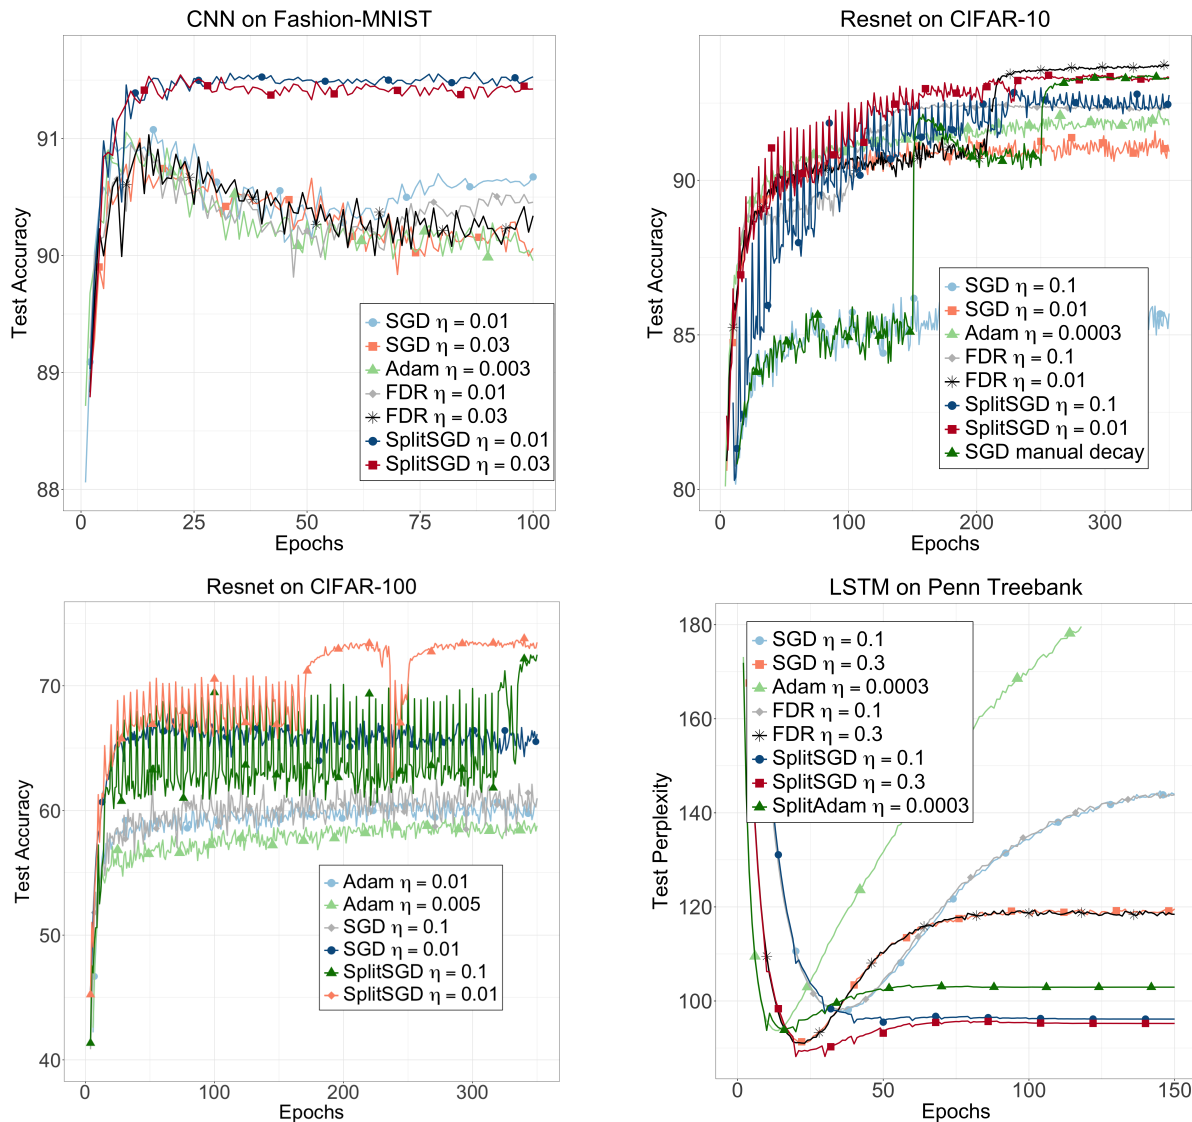 CNN on Fashion-MNIST
Test Accuracy
91
90
89
88
0
25
50
75
100
Epochs
SGD η = 0.01
SGD η = 0.03
Adam η = 0.003
FDR η = 0.01
FDR η = 0.03
SplitSGD η = 0.01
SplitSGD η = 0.03
Resnet on CIFAR-10
Test Accuracy
90
85
80
0
100
200
300
Epochs
SGD η = 0.1
SGD η = 0.01
Adam η = 0.0003
FDR η = 0.1
FDR η = 0.01
SplitSGD η = 0.1
SplitSGD η = 0.01
SGD manual decay
Resnet on CIFAR-100
Test Accuracy
70
60
50
40
0
100
200
300
Epochs
Adam η = 0.01
Adam η = 0.005
SGD η = 0.1
SGD η = 0.01
SplitSGD η = 0.1
SplitSGD η = 0.01
LSTM on Penn Treebank
Test Perplexity
180
160
140
120
100
0
50
100
150
Epochs
SGD η = 0.1
SGD η = 0.3
Adam η = 0.0003
FDR η = 0.1
FDR η = 0.3
SplitSGD η = 0.1
SplitSGD η = 0.3
SplitAdam η = 0.0003